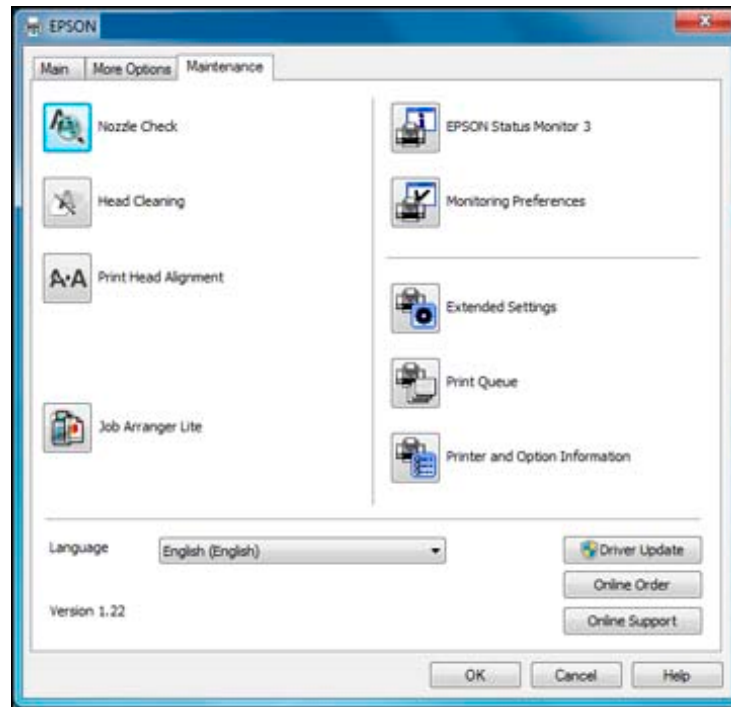 EPSON
Main More Options Maintenance
Nozzle Check
Head Cleaning
A·A Print Head Alignment
Job Arranger Lite
EPSON Status Monitor 3
Monitoring Preferences
Extended Settings
Print Queue
Printer and Option Information
Language English (English)
Version 1.22
Driver Update
Online Order
Online Support
OK Cancel Help